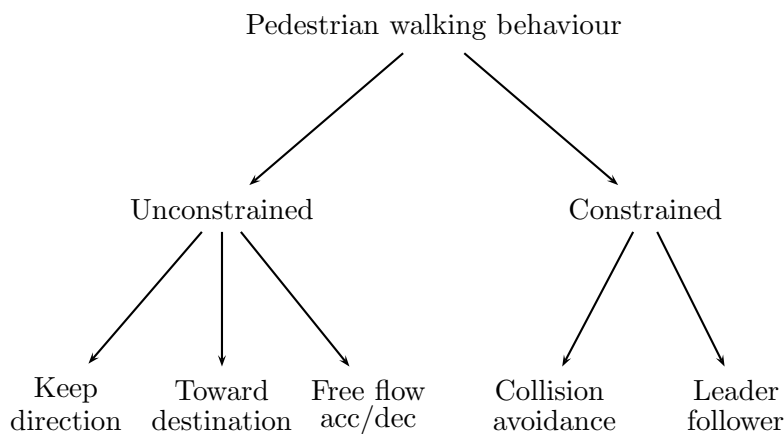 Pedestrian walking behaviour
Unconstrained
Constrained
Keep
direction
Toward
destination
Free flow
acc/dec
Collision
avoidance
Leader
follower